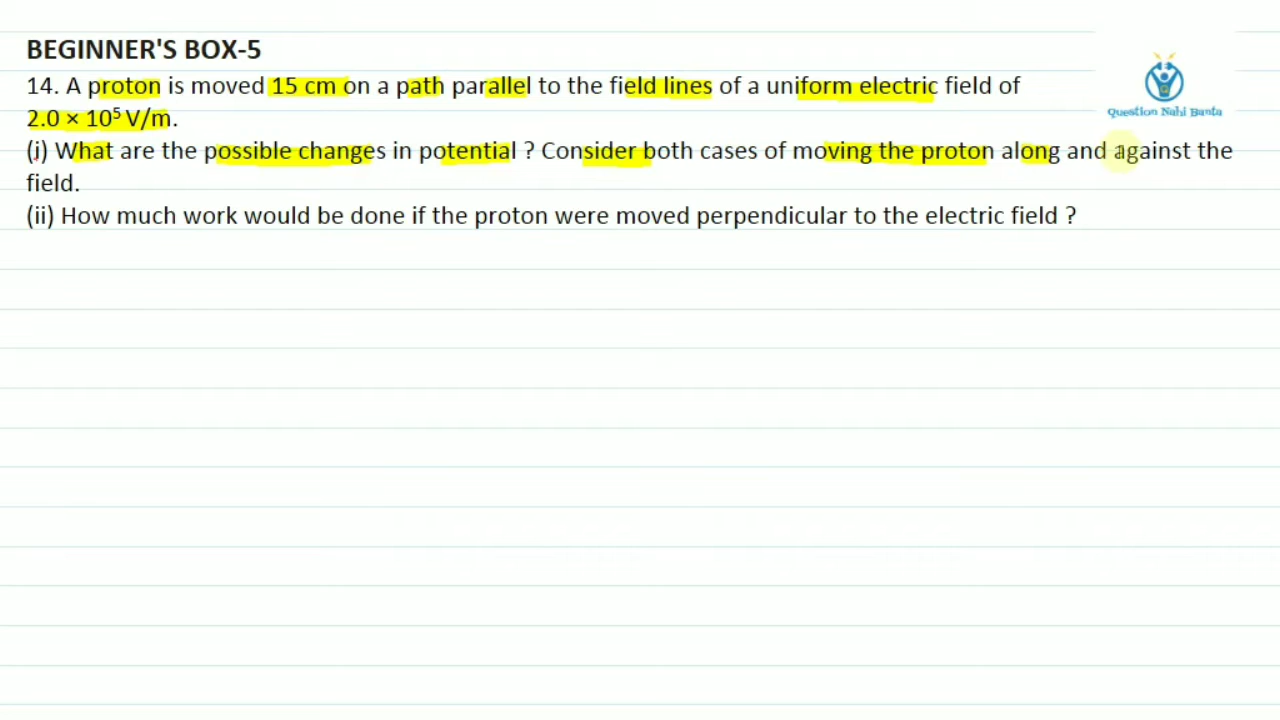 BEGINNER'S BOX-5
14. A proton is moved 15 cm on a path parallel to the field lines of a uniform electric field of
2.0 × 10⁵ V/m.
Question Nahi Banta
(i) What are the possible changes in potential ? Consider both cases of moving the proton along and against the
field.
(ii) How much work would be done if the proton were moved perpendicular to the electric field ?